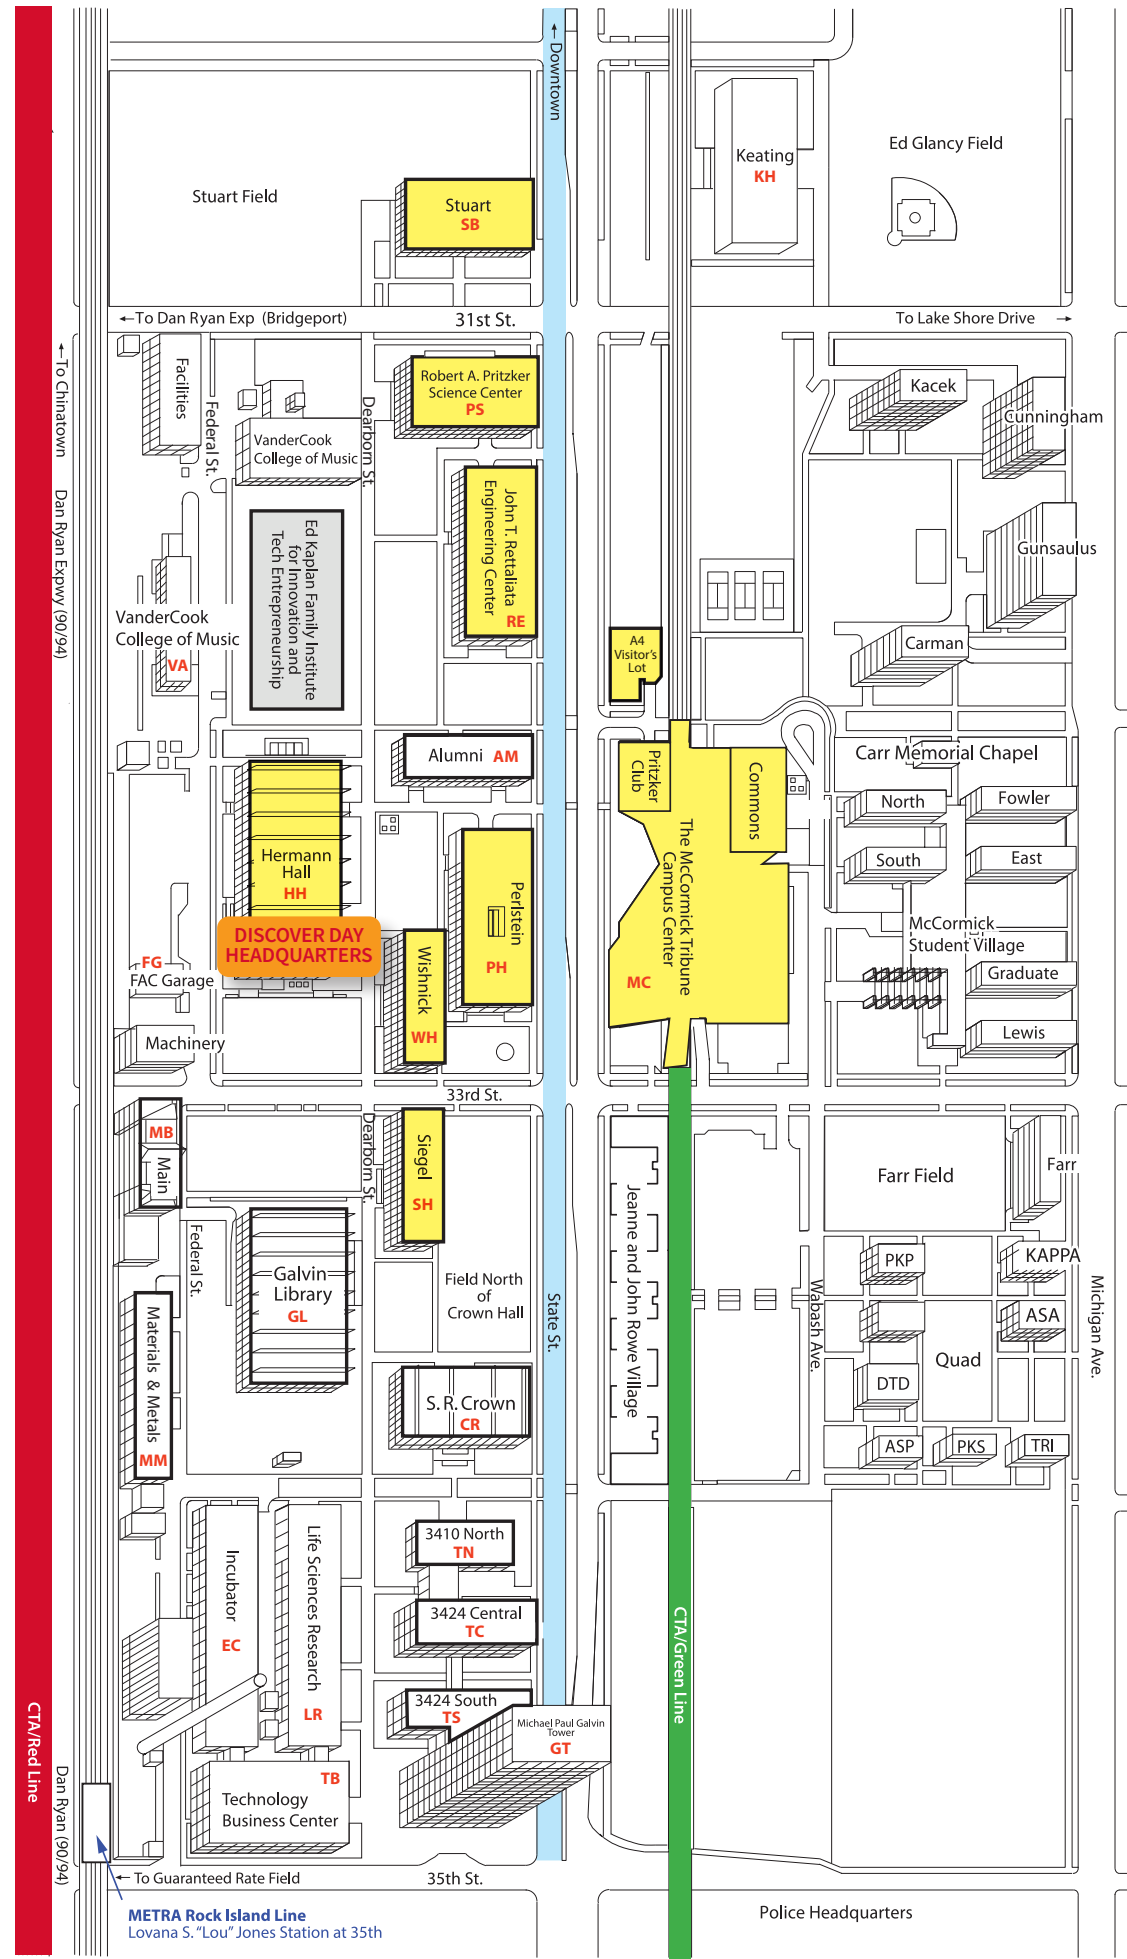 ← Downtown
Ed Glancy Field
Keating
KH
Stuart Field
Stuart
SB
←To Dan Ryan Exp (Bridgeport)
31st St.
To Lake Shore Drive →
←To Chinatown
Dan Ryan Expwy (90/94)
Facilities
Federal St.
VanderCook
College of Music
Dearborn St.
Robert A. Pritzker
Science Center
PS
Kacek
Cunningham
John T. Rettaliata
Engineering Center
RE
Ed Kaplan Family Institute
for Innovation and
Tech Entrepreneurship
Gunsaulus
VanderCook
College of Music
VA
A4
Visitor's
Lot
Carman
Alumni AM
Pritzker
Club
Commons
Carr Memorial Chapel
North
Fowler
South
East
Hermann
Hall
HH
DISCOVER DAY
HEADQUARTERS
Perlstein
PH
Wishnick
WH
The McCormick Tribune
Campus Center
MC
McCormick
Student Village
FG
FAC Garage
Graduate
Machinery
Lewis
33rd St.
MB
Main
Dearborn St.
Siegel
SH
Farr Field
Farr
Jeanne and John Rowe Village
Federal St.
Galvin
Library
GL
Field North
of
Crown Hall
State St.
Wabash Ave.
PKP
KAPPA
Michigan Ave.
ASA
Quad
DTD
Materials & Metals
MM
S. R. Crown
CR
ASP
PKS
TRI
Incubator
EC
Life Sciences Research
LR
3410 North
TN
3424 Central
TC
3424 South
TS
Michael Paul Galvin
Tower
GT
CTA/Green Line
CTA/Red Line
TB
Technology
Business Center
Dan Ryan (90/94)
← To Guaranteed Rate Field
35th St.
METRA Rock Island Line
Lovana S. "Lou" Jones Station at 35th
Police Headquarters